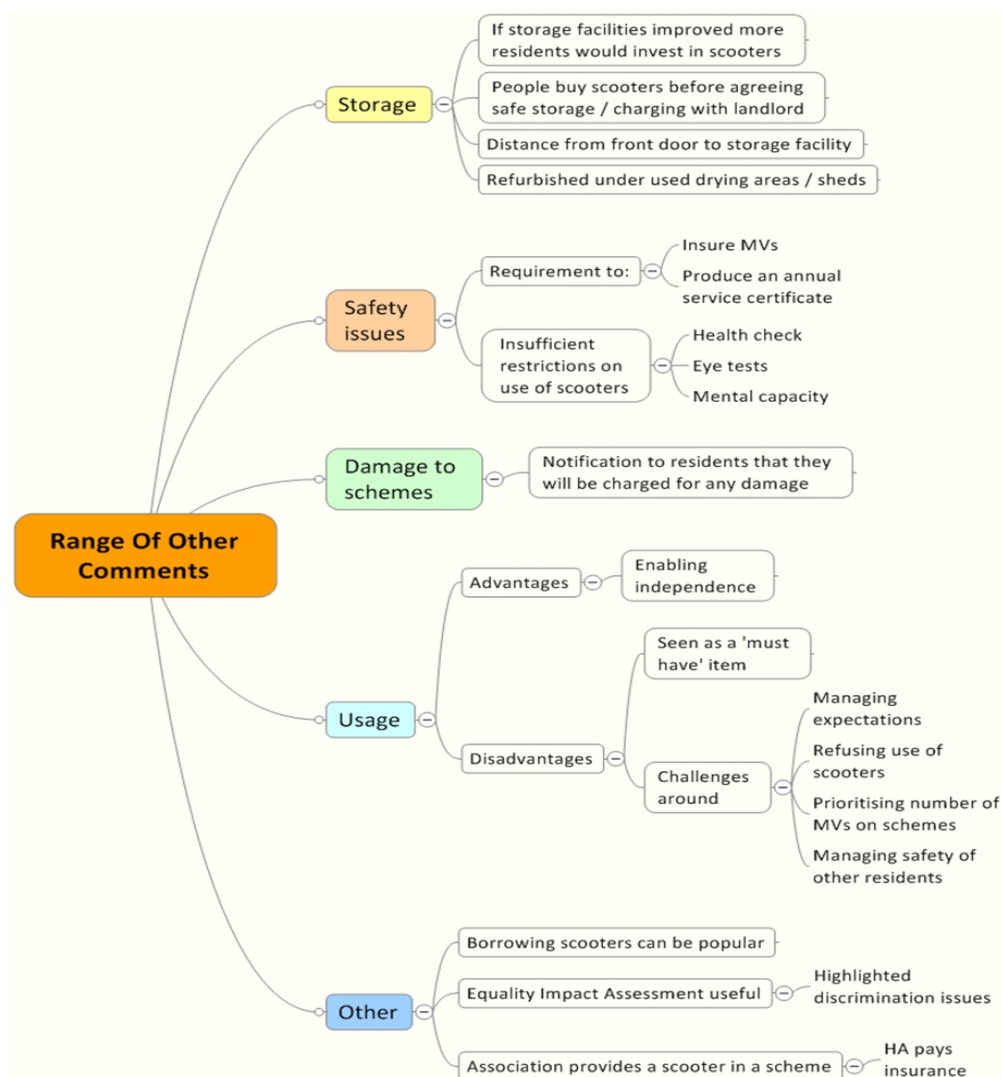 Range Of Other
Comments
Storage
If storage facilities improved more
residents would invest in scooters
People buy scooters before agreeing
safe storage / charging with landlord
Distance from front door to storage facility
Refurbished under used drying areas / sheds
Safety
issues
Requirement to:
Insure MVs
Produce an annual
service certificate
Insufficient
restrictions on
use of scooters
Health check
Eye tests
Mental capacity
Damage to
schemes
Notification to residents that they
will be charged for any damage
Usage
Advantages
Enabling
independence
Disadvantages
Seen as a 'must
have' item
Challenges
around
Managing
expectations
Refusing use of
scooters
Prioritising number of
MVs on schemes
Managing safety of
other residents
Other
Borrowing scooters can be popular
Equality Impact Assessment useful
Highlighted
discrimination issues
Association provides a scooter in a scheme
HA pays
insurance